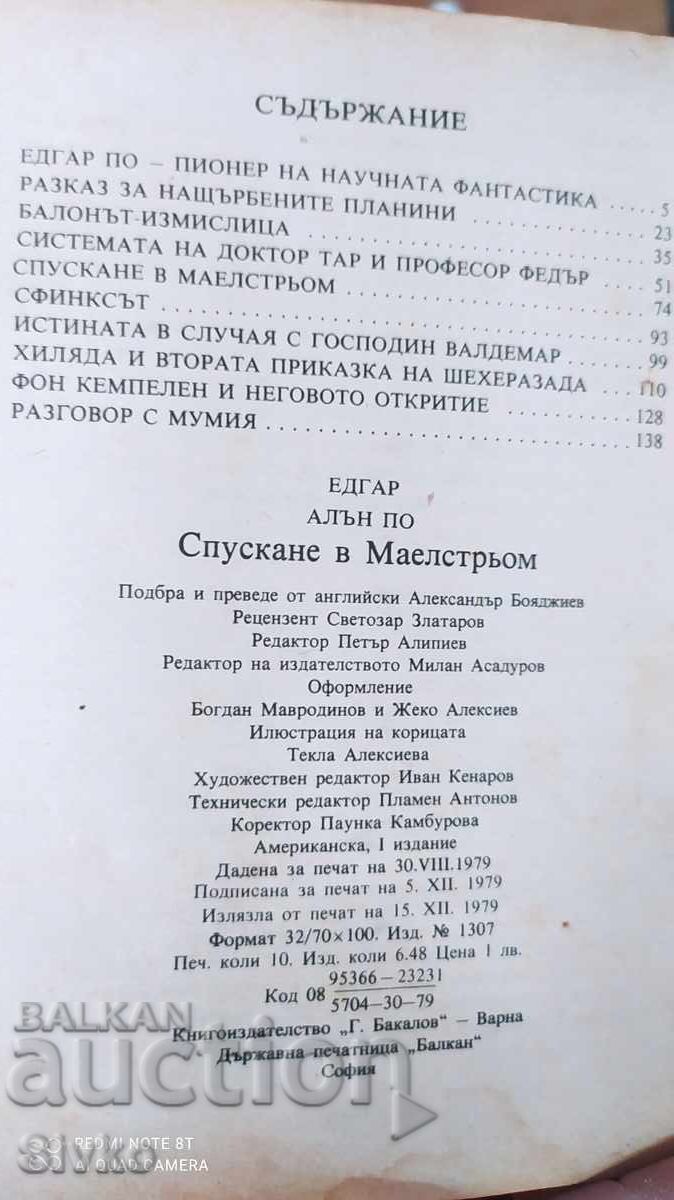 СЪДЪРЖАНИЕ
ЕДГАР ПО – ПИОНЕР НА НАУЧНАТА ФАНТАСТИКА ..... 5
РАЗКАЗ ЗА НАЩЪРБЕНИТЕ ПЛАНИНИ ..... 23
БАЛОНЪТ-ИЗМИСЛИЦА ..... 35
СИСТЕМАТА НА ДОКТОР ТАР И ПРОФЕСОР ФЕДЪР ..... 51
СПУСКАНЕ В МАЕЛСТРЬОМ ..... 74
СФИНКСЪТ ..... 93
ИСТИНАТА В СЛУЧАЯ С ГОСПОДИН ВАЛДЕМАР ..... 99
ХИЛЯДА И ВТОРАТА ПРИКАЗКА НА ШЕХЕРАЗАДА ... 110
ФОН КЕМПЕЛЕН И НЕГОВОТО ОТКРИТИЕ ..... 128
РАЗГОВОР С МУМИЯ ..... 138
ЕДГАР
АЛЪН ПО
Спускане в Маелстрьом
Подбра и преведе от английски Александър Бояджиев
Рецензент Светозар Златаров
Редактор Петър Алипиев
Редактор на издателството Милан Асадуров
Оформление
Богдан Мавродинов и Жеко Алексиев
Илюстрация на корицата
Текла Алексиева
Художествен редактор Иван Кенаров
Технически редактор Пламен Антонов
Коректор Паунка Камбурова
Американска, I издание
Дадена за печат на 30.VIII.1979
Подписана за печат на 5. XII. 1979
Излязла от печат на 15. XII. 1979
Формат 32/70×100. Изд. № 1307
Печ. коли 10. Изд. коли 6.48 Цена 1 лв.
Код 08 95366–23231
5704–30–79
Книгоиздателство „Г. Бакалов“ – Варна
Държавна печатница „Балкан“
София
BALKAN
auction
REDMI NOTE 8T
AI QUAD CAMERA
Sivko